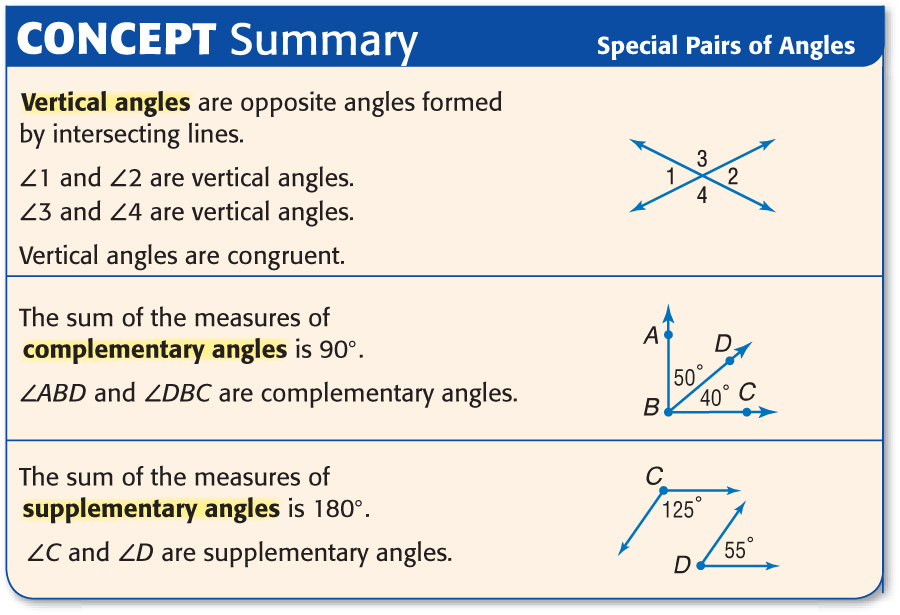 CONCEPT Summary
Special Pairs of Angles
Vertical angles are opposite angles formed
by intersecting lines.
∠1 and ∠2 are vertical angles.
∠3 and ∠4 are vertical angles.
Vertical angles are congruent.
3
1 2
4
The sum of the measures of
complementary angles is 90°.
∠ABD and ∠DBC are complementary angles.
A
D
50°
40° C
B
The sum of the measures of
supplementary angles is 180°.
∠C and ∠D are supplementary angles.
C
125°
55°
D